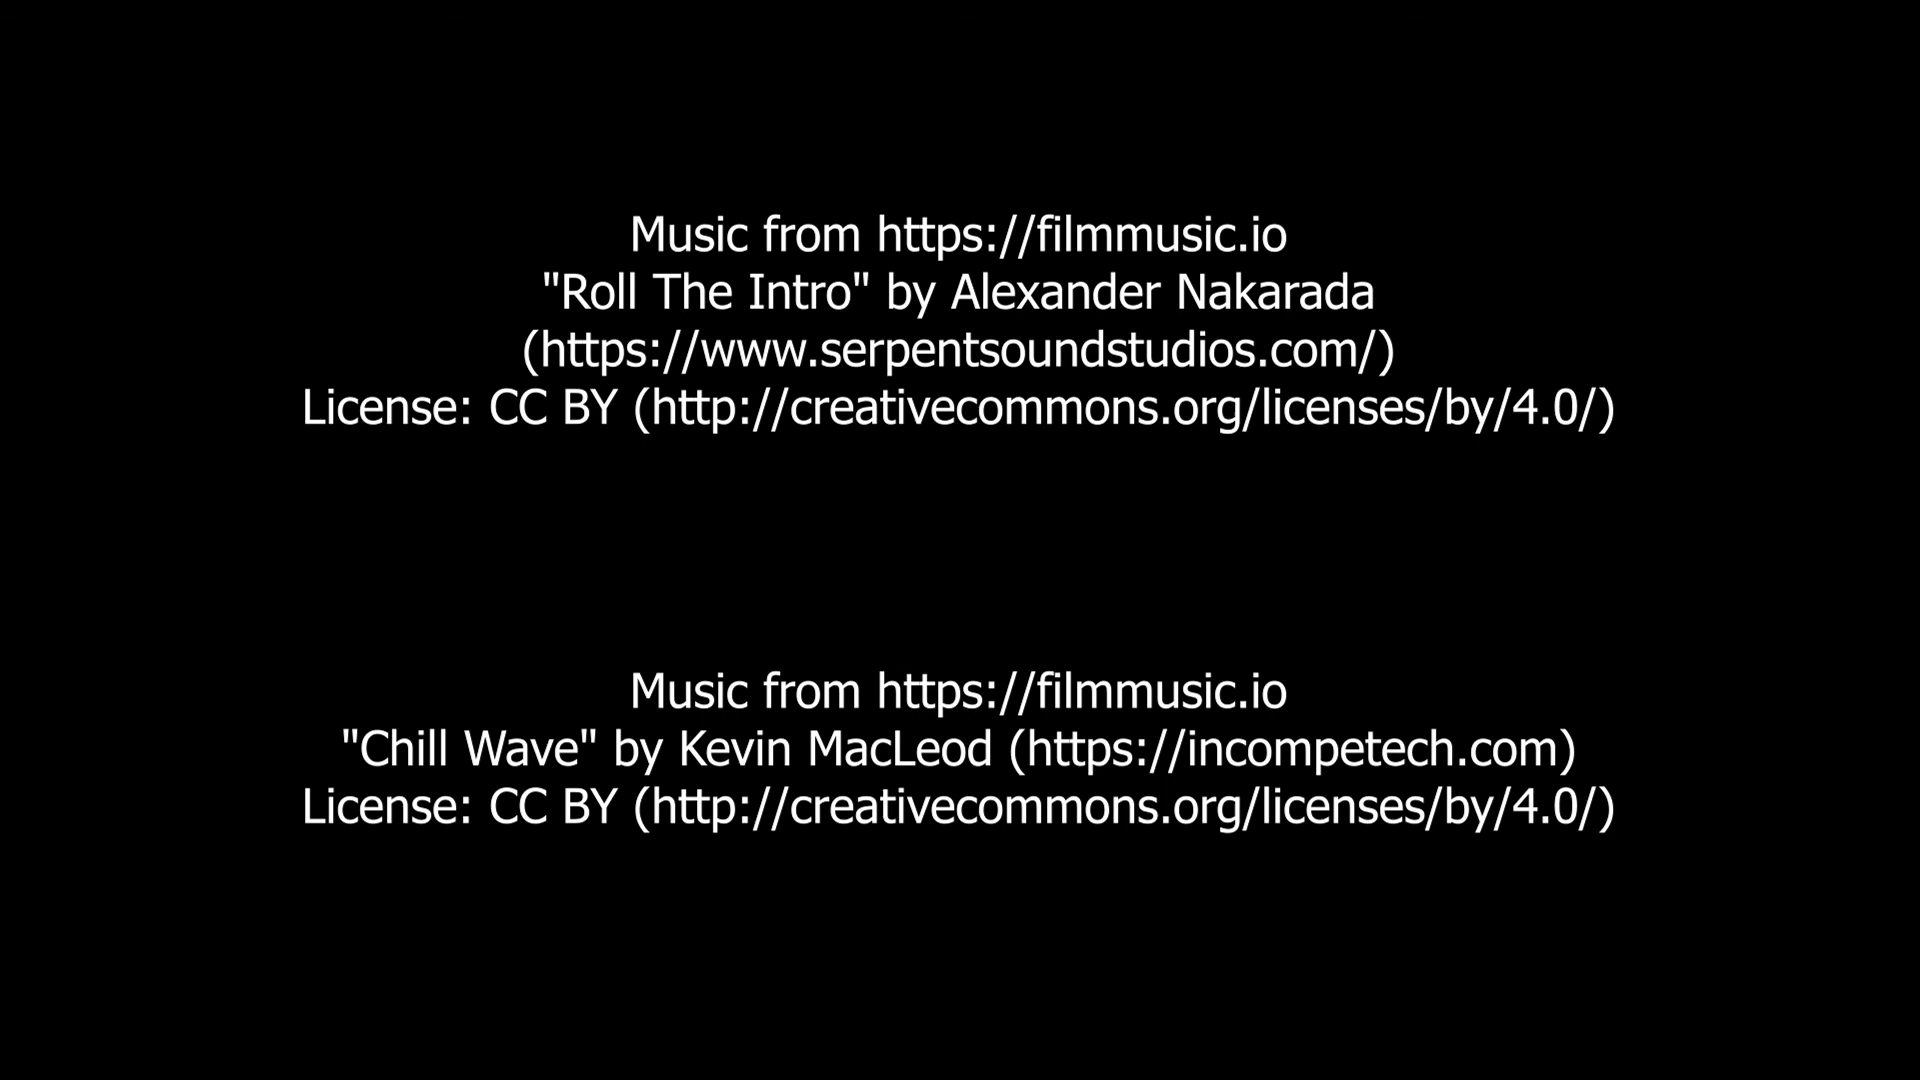 Music from https://filmmusic.io
"Roll The Intro" by Alexander Nakarada
(https://www.serpentsoundstudios.com/)
License: CC BY (http://creativecommons.org/licenses/by/4.0/)
Music from https://filmmusic.io
"Chill Wave" by Kevin MacLeod (https://incompetech.com)
License: CC BY (http://creativecommons.org/licenses/by/4.0/)